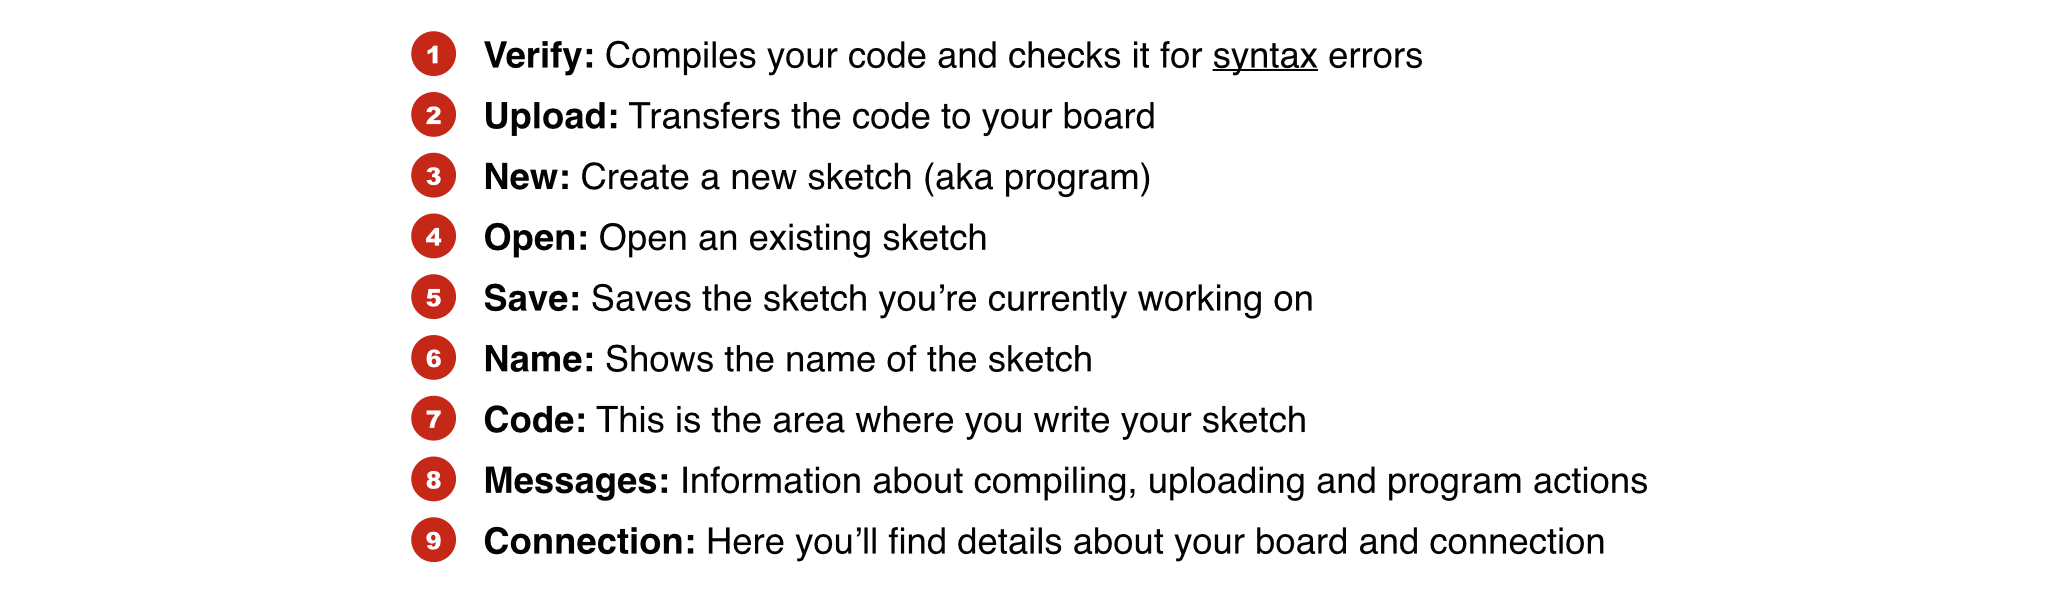 1 Verify: Compiles your code and checks it for syntax errors
2 Upload: Transfers the code to your board
3 New: Create a new sketch (aka program)
4 Open: Open an existing sketch
5 Save: Saves the sketch you’re currently working on
6 Name: Shows the name of the sketch
7 Code: This is the area where you write your sketch
8 Messages: Information about compiling, uploading and program actions
9 Connection: Here you’ll find details about your board and connection